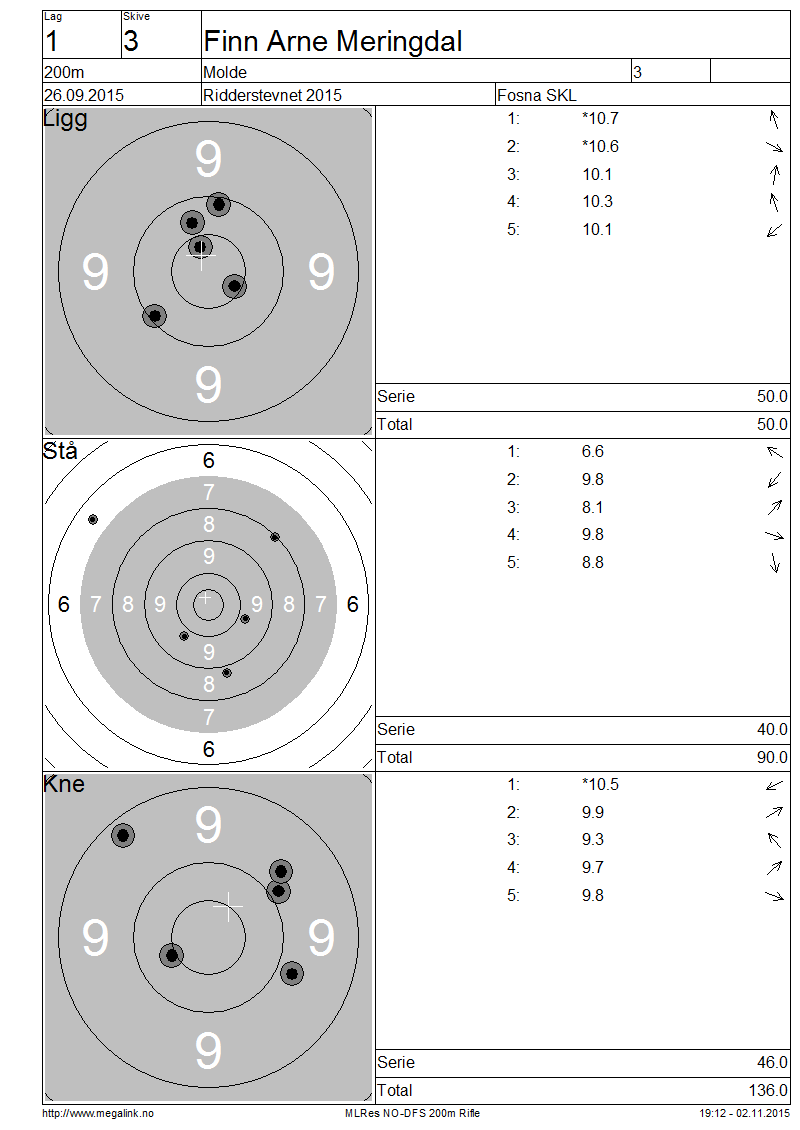 Lag Skive
1 3 Finn Arne Meringdal
200m Molde 3
26.09.2015 Ridderstevnet 2015 Fosna SKL
Ligg
9
9 9
9
1: *10.7
2: *10.6
3: 10.1
4: 10.3
5: 10.1
Serie 50.0
Total 50.0
Stå
6
7
8
9
6 7 8 9 9 8 7 6
9
8
7
6
1: 6.6
2: 9.8
3: 8.1
4: 9.8
5: 8.8
Serie 40.0
Total 90.0
Kne
9
9 9
9
1: *10.5
2: 9.9
3: 9.3
4: 9.7
5: 9.8
Serie 46.0
Total 136.0
http://www.megalink.no MLRes NO-DFS 200m Rifle 19:12 - 02.11.2015